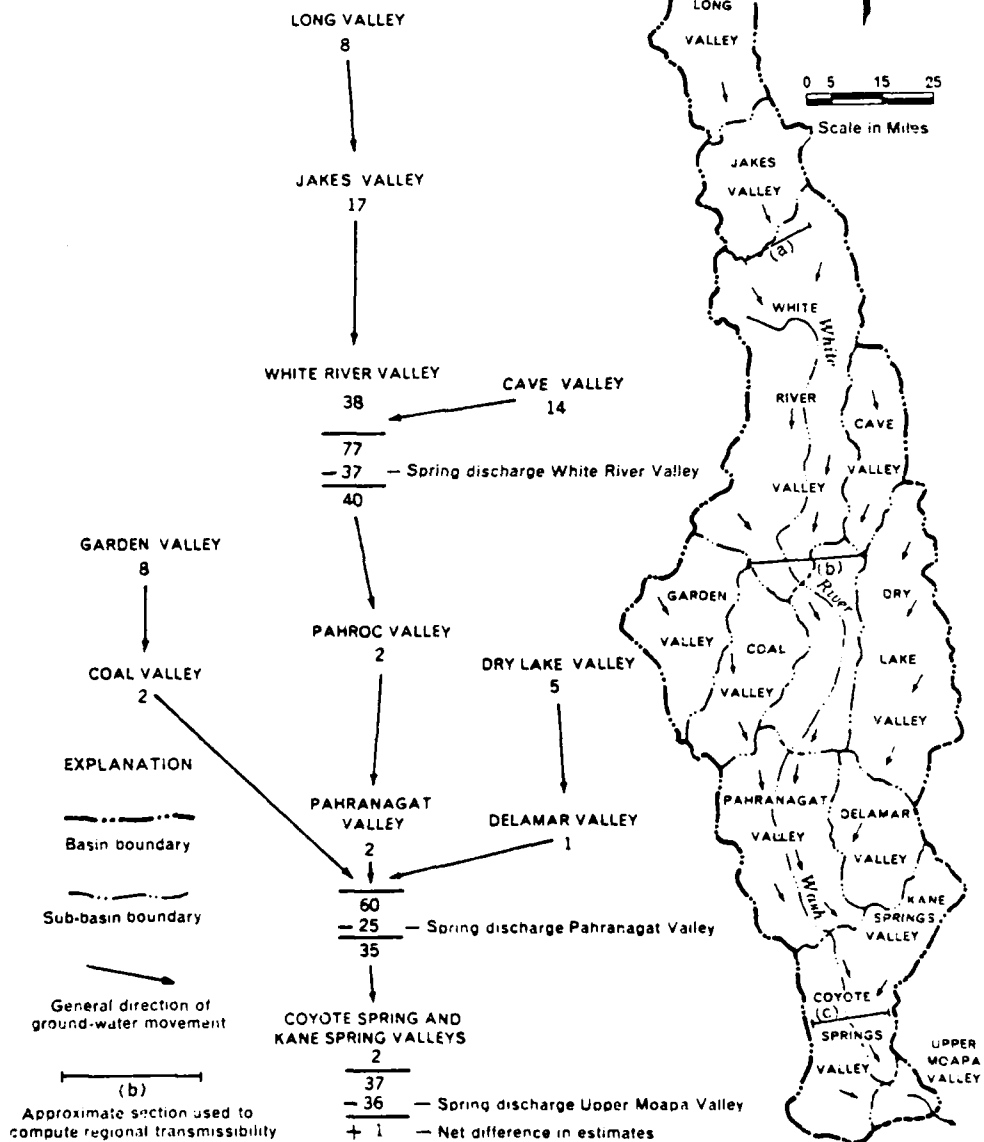 LONG VALLEY
8
JAKES VALLEY
17
WHITE RIVER VALLEY
38
CAVE VALLEY
14
77
- 37 — Spring discharge White River Valley
40
GARDEN VALLEY
8
COAL VALLEY
2
PAHROC VALLEY
2
DRY LAKE VALLEY
5
PAHRANAGAT
VALLEY
2
DELAMAR VALLEY
1
60
- 25 — Spring discharge Pahranagat Valley
35
COYOTE SPRING AND
KANE SPRING VALLEYS
2
37
- 36 — Spring discharge Upper Moapa Valley
+ 1 — Net difference in estimates
EXPLANATION
Basin boundary
Sub-basin boundary
General direction of
ground-water movement
(b)
Approximate section used to
compute regional transmissibility
LONG
VALLEY
0 5 15 25
Scale in Miles
JAKES
VALLEY
(a)
WHITE
White
RIVER
CAVE
VALLEY
VALLEY
(b)
River
GARDEN
DRY
VALLEY
COAL
LAKE
VALLEY
VALLEY
PAHRANAGAT
DELAMAR
VALLEY
VALLEY
Wash
KANE
SPRINGS
VALLEY
COYOTE
(c)
SPRINGS
VALLEY
UPPER
MOAPA
VALLEY